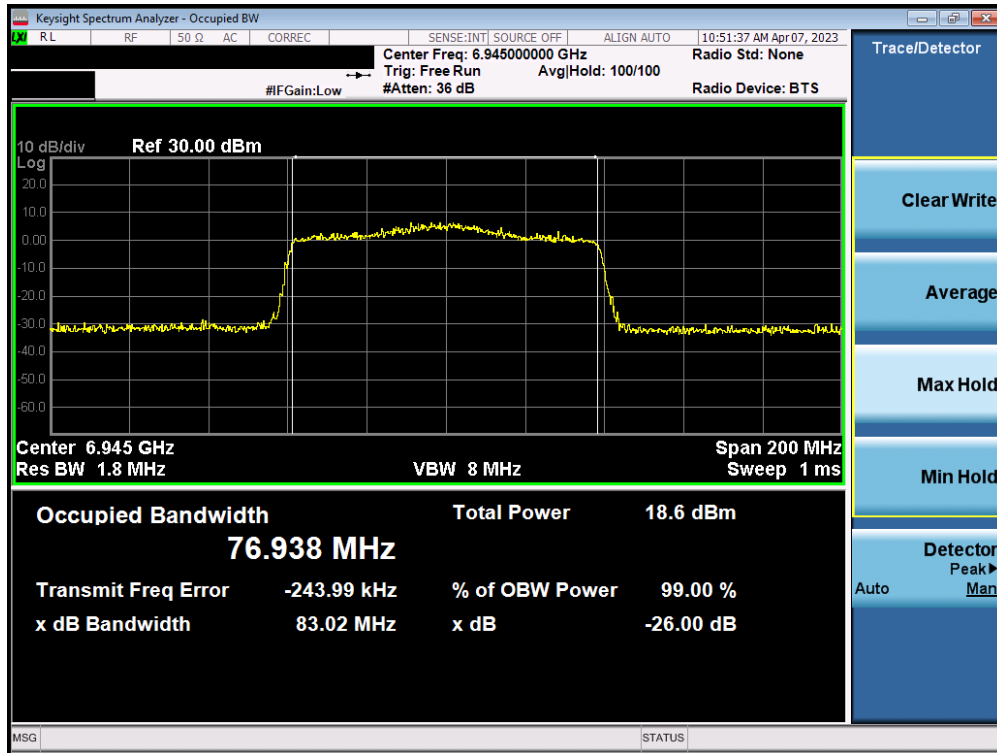 Keysight Spectrum Analyzer - Occupied BW
LXI RL RF 50 Ω AC CORREC SENSE:INT SOURCE OFF ALIGN AUTO 10:51:37 AM Apr 07, 2023
Center Freq: 6.945000000 GHz Radio Std: None
Trig: Free Run Avg|Hold: 100/100
#IFGain:Low #Atten: 36 dB Radio Device: BTS
10 dB/div Ref 30.00 dBm
Log
20.0
10.0
0.00
-10.0
-20.0
-30.0
-40.0
-50.0
-60.0
Center 6.945 GHz Span 200 MHz
Res BW 1.8 MHz VBW 8 MHz Sweep 1 ms
Occupied Bandwidth Total Power 18.6 dBm
76.938 MHz
Transmit Freq Error -243.99 kHz % of OBW Power 99.00 %
x dB Bandwidth 83.02 MHz x dB -26.00 dB
MSG STATUS
Trace/Detector
Clear Write
Average
Max Hold
Min Hold
Detector
Peak▶
Auto Man